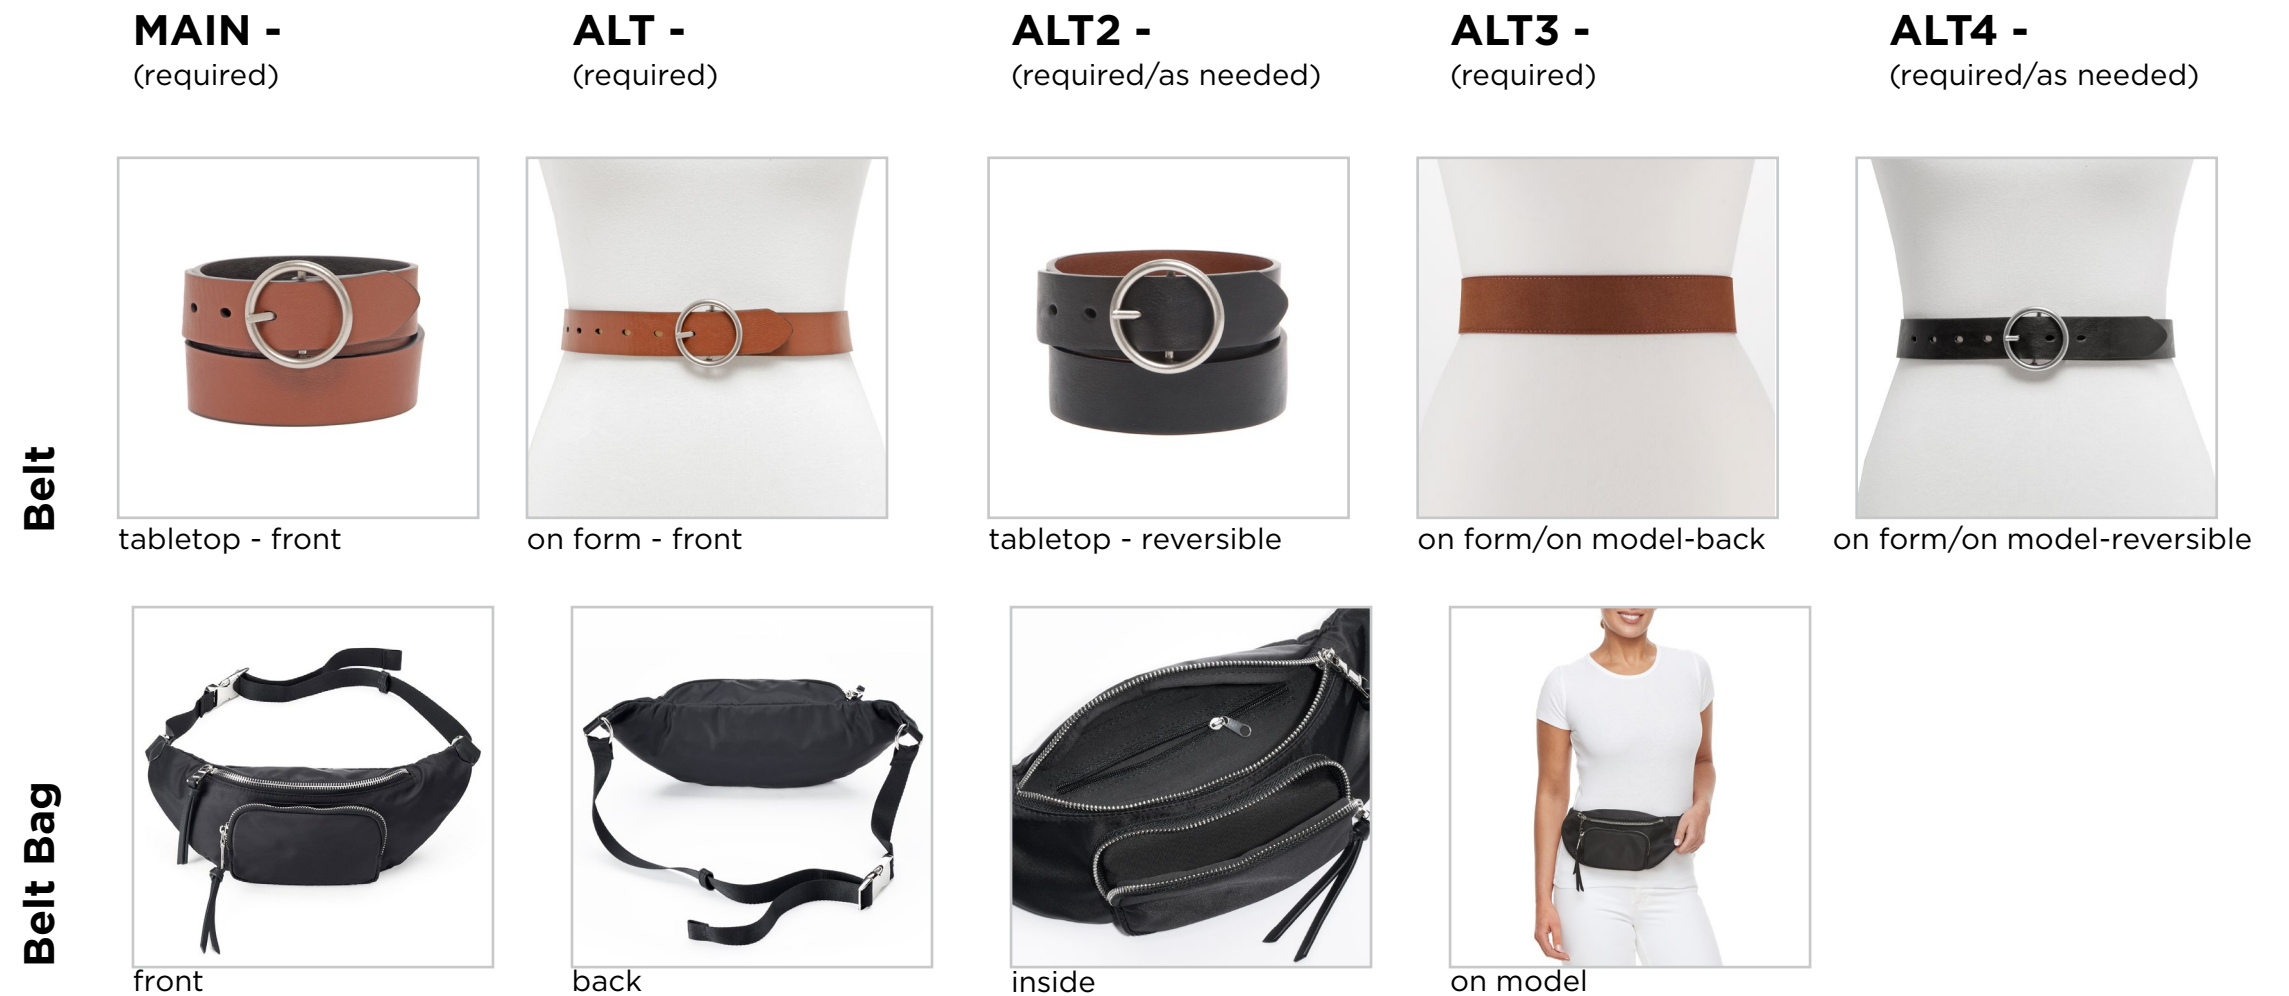 MAIN -
(required)
ALT -
(required)
ALT2 -
(required/as needed)
ALT3 -
(required)
ALT4 -
(required/as needed)
Belt
tabletop - front
on form - front
tabletop - reversible
on form/on model-back
on form/on model-reversible
Belt Bag
front
back
inside
on model